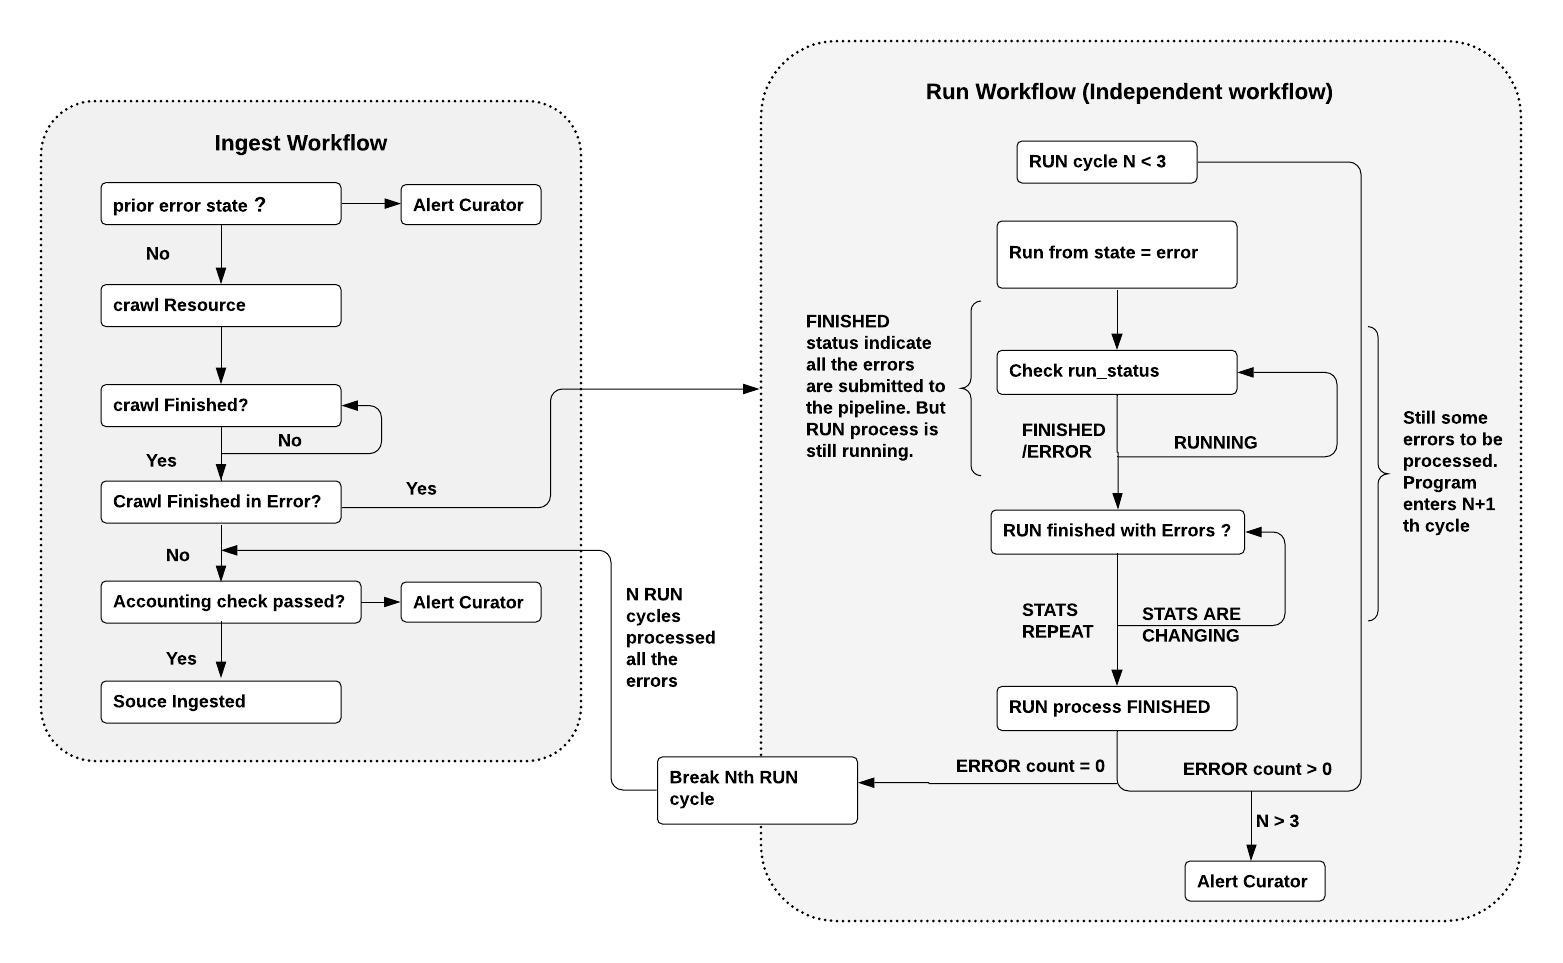 Ingest Workflow
prior error state ?
Alert Curator
No
crawl Resource
crawl Finished?
No
Yes
Crawl Finished in Error?
Yes
No
Accounting check passed?
Alert Curator
Yes
Souce Ingested
N RUN
cycles
processed
all the
errors
Break Nth RUN
cycle
Run Workflow (Independent workflow)
RUN cycle N < 3
Run from state = error
FINISHED
status indicate
all the errors
are submitted to
the pipeline. But
RUN process is
still running.
Check run_status
FINISHED
/ERROR
RUNNING
Still some
errors to be
processed.
Program
enters N+1
th cycle
RUN finished with Errors ?
STATS
REPEAT
STATS ARE
CHANGING
RUN process FINISHED
ERROR count = 0
ERROR count > 0
N > 3
Alert Curator